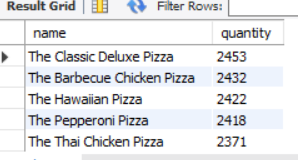 Result Grid Filter Rows:
name quantity
The Classic Deluxe Pizza 2453
The Barbecue Chicken Pizza 2432
The Hawaiian Pizza 2422
The Pepperoni Pizza 2418
The Thai Chicken Pizza 2371